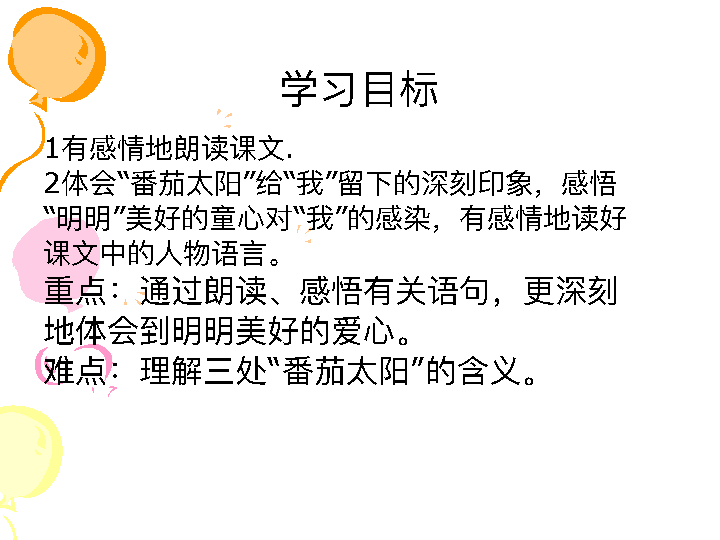 学习目标
1有感情地朗读课文.
2体会“番茄太阳”给“我”留下的深刻印象，感悟
“明明”美好的童心对“我”的感染，有感情地读好
课文中的人物语言。
重点：通过朗读、感悟有关语句，更深刻
地体会到明明美好的爱心。
难点：理解三处“番茄太阳”的含义。